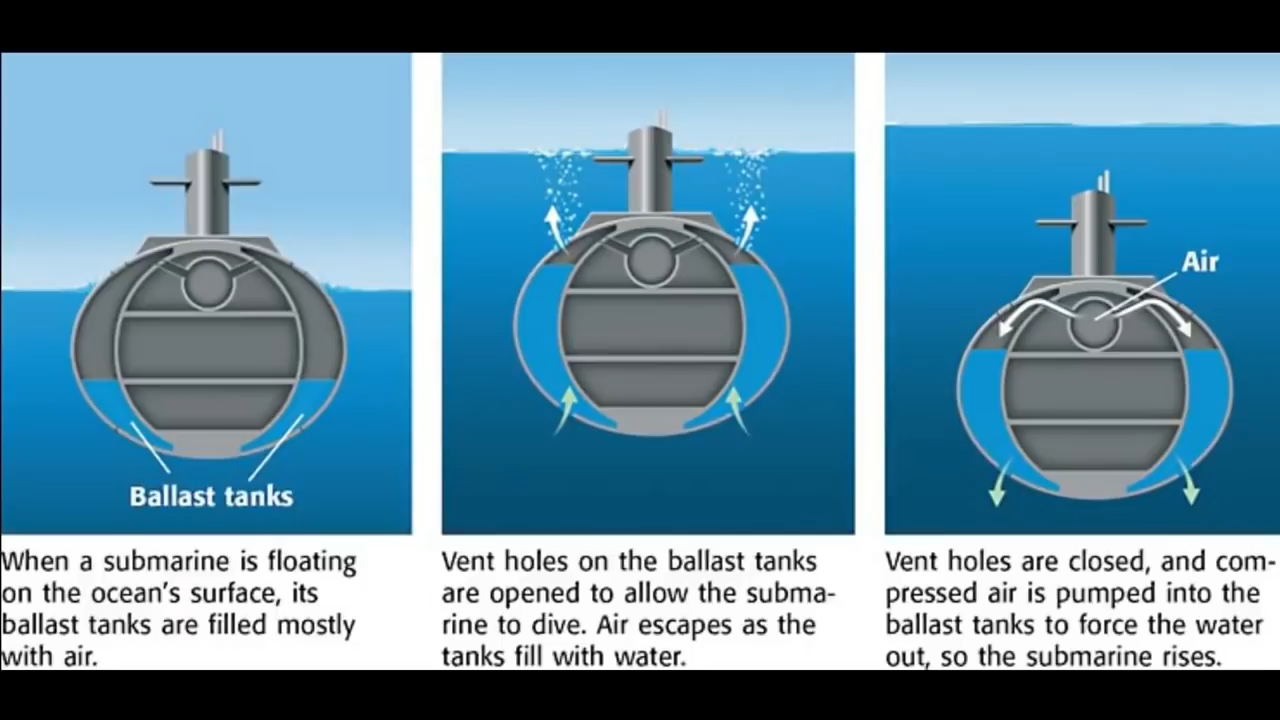 Ballast tanks
When a submarine is floating
on the ocean's surface, its
ballast tanks are filled mostly
with air.
Vent holes on the ballast tanks
are opened to allow the subma-
rine to dive. Air escapes as the
tanks fill with water.
Air
Vent holes are closed, and com-
pressed air is pumped into the
ballast tanks to force the water
out, so the submarine rises.